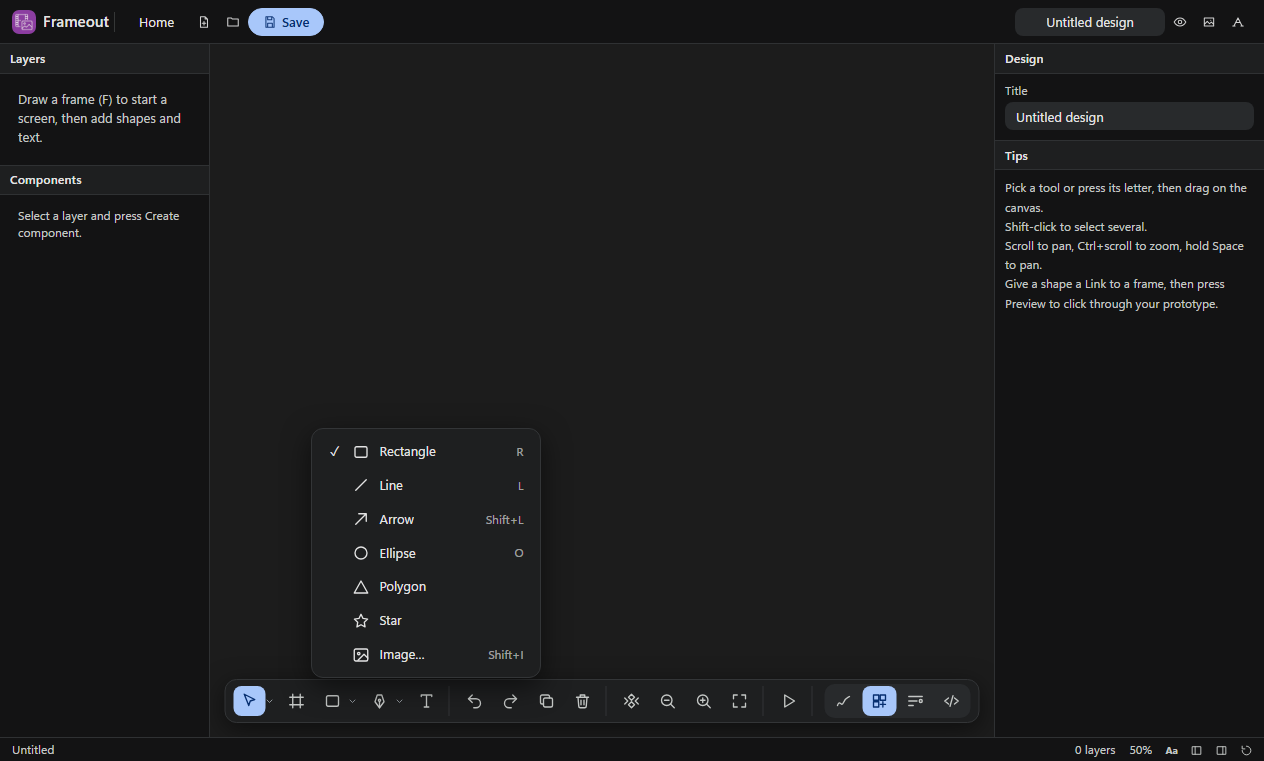 Frameout
Home
Save
Untitled design
Layers
Draw a frame (F) to start a
screen, then add shapes and
text.
Components
Select a layer and press Create
component.
Design
Title
Untitled design
Tips
Pick a tool or press its letter, then drag on the
canvas.
Shift-click to select several.
Scroll to pan, Ctrl+scroll to zoom, hold Space
to pan.
Give a shape a Link to a frame, then press
Preview to click through your prototype.
Rectangle R
Line L
Arrow Shift+L
Ellipse O
Polygon
Star
Image... Shift+I
Untitled
0 layers
50%
Aa